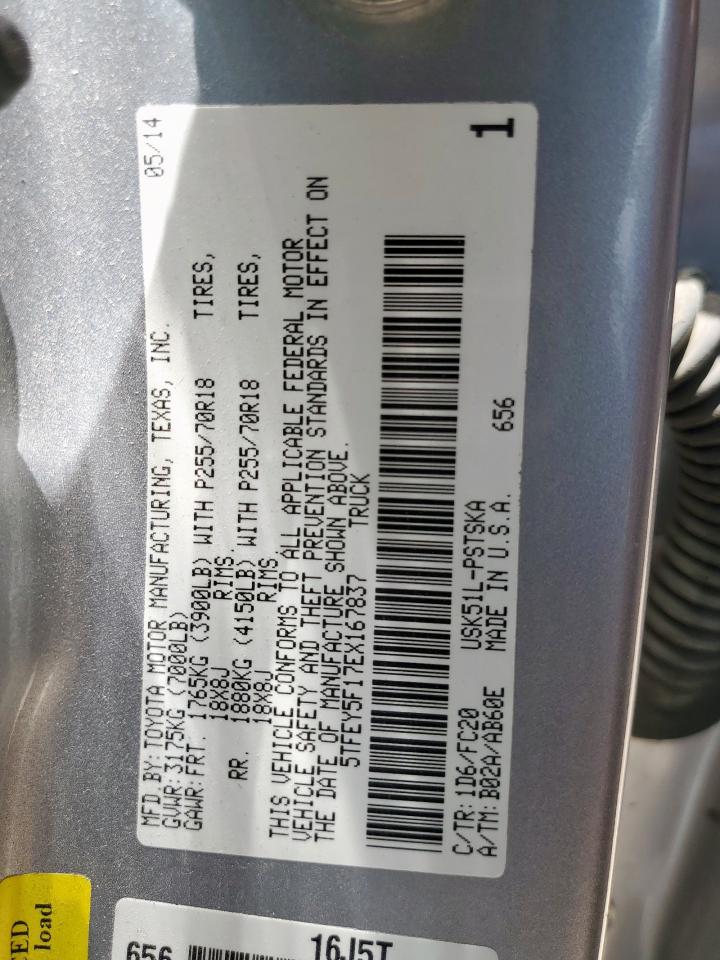 MFD.BY:TOYOTA MOTOR MANUFACTURING, TEXAS, INC. 05/14
GVWR:3175KG (7000LB)
GAWR:FRT. 1765KG (3900LB) WITH P255/70R18 TIRES,
18X8J RIMS.
RR. 1880KG (4150LB) WITH P255/70R18 TIRES,
18X8J RIMS.
THIS VEHICLE CONFORMS TO ALL APPLICABLE FEDERAL MOTOR
VEHICLE SAFETY AND THEFT PREVENTION STANDARDS IN EFFECT ON
THE DATE OF MANUFACTURE SHOWN ABOVE.
5TFEY5F17EX167837 TRUCK
C/TR:1D6/FC20 USK51L-PSTSKA 656
A/TM:B02A/AB60E MADE IN U.S.A.
1
656 16J5T
load